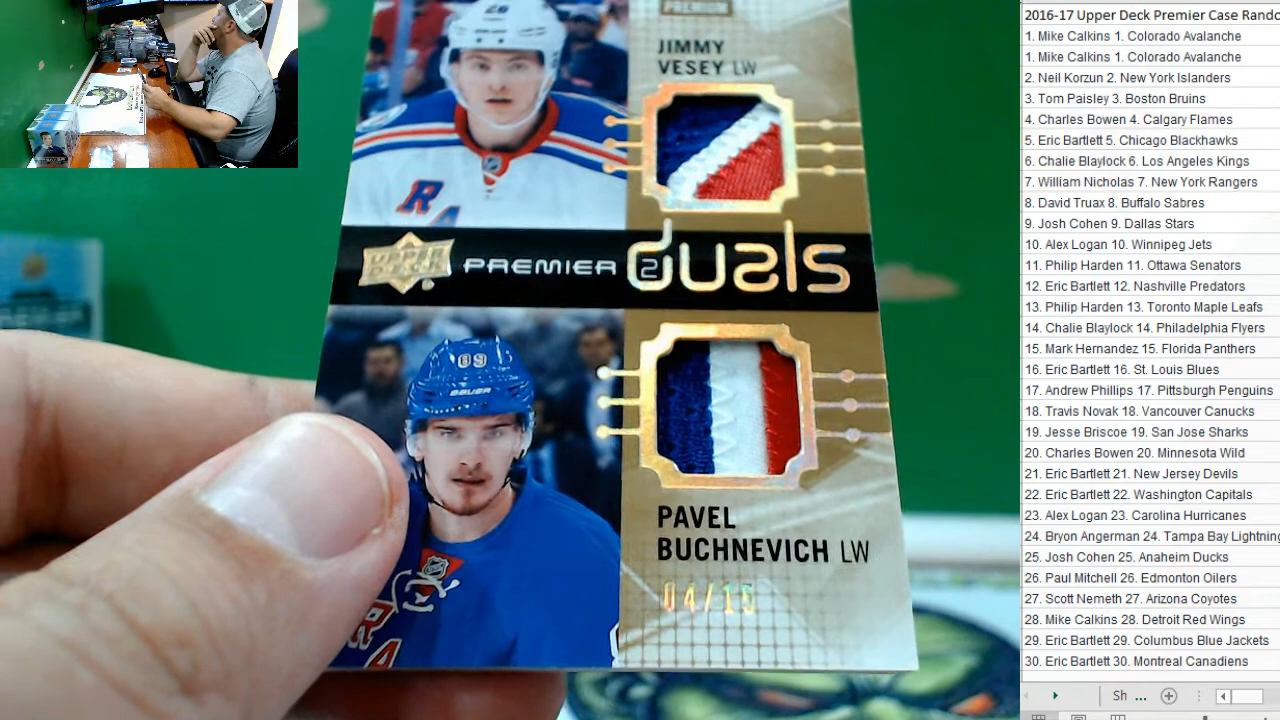 PREMIER
JIMMY
VESEY LW
R
UPPER DECK PREMIER 2 duals
89
BAUER
PAVEL
BUCHNEVICH LW
04/15
RA
2016-17 Upper Deck Premier Case Rando
1. Mike Calkins 1. Colorado Avalanche
1. Mike Calkins 1. Colorado Avalanche
2. Neil Korzun 2. New York Islanders
3. Tom Paisley 3. Boston Bruins
4. Charles Bowen 4. Calgary Flames
5. Eric Bartlett 5. Chicago Blackhawks
6. Chalie Blaylock 6. Los Angeles Kings
7. William Nicholas 7. New York Rangers
8. David Truax 8. Buffalo Sabres
9. Josh Cohen 9. Dallas Stars
10. Alex Logan 10. Winnipeg Jets
11. Philip Harden 11. Ottawa Senators
12. Eric Bartlett 12. Nashville Predators
13. Philip Harden 13. Toronto Maple Leafs
14. Chalie Blaylock 14. Philadelphia Flyers
15. Mark Hernandez 15. Florida Panthers
16. Eric Bartlett 16. St. Louis Blues
17. Andrew Phillips 17. Pittsburgh Penguins
18. Travis Novak 18. Vancouver Canucks
19. Jesse Briscoe 19. San Jose Sharks
20. Charles Bowen 20. Minnesota Wild
21. Eric Bartlett 21. New Jersey Devils
22. Eric Bartlett 22. Washington Capitals
23. Alex Logan 23. Carolina Hurricanes
24. Bryon Angerman 24. Tampa Bay Lightning
25. Josh Cohen 25. Anaheim Ducks
26. Paul Mitchell 26. Edmonton Oilers
27. Scott Nemeth 27. Arizona Coyotes
28. Mike Calkins 28. Detroit Red Wings
29. Eric Bartlett 29. Columbus Blue Jackets
30. Eric Bartlett 30. Montreal Canadiens
Sh ...